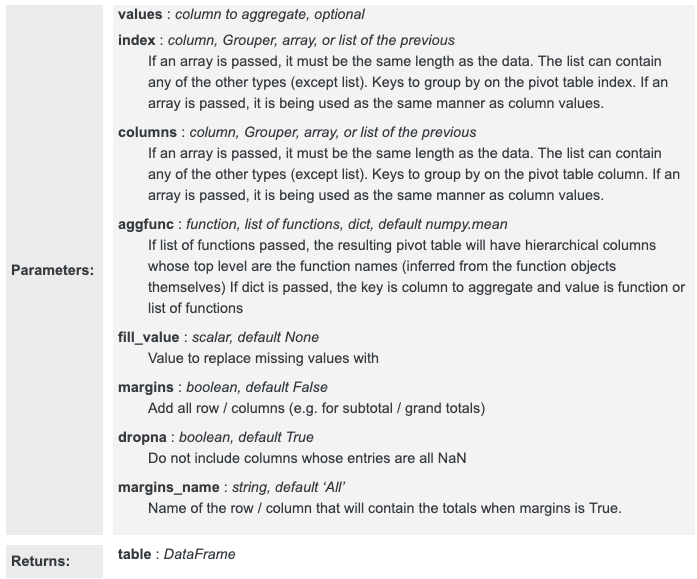 Parameters:
values : column to aggregate, optional
index : column, Grouper, array, or list of the previous
If an array is passed, it must be the same length as the data. The list can contain
any of the other types (except list). Keys to group by on the pivot table index. If an
array is passed, it is being used as the same manner as column values.
columns : column, Grouper, array, or list of the previous
If an array is passed, it must be the same length as the data. The list can contain
any of the other types (except list). Keys to group by on the pivot table column. If an
array is passed, it is being used as the same manner as column values.
aggfunc : function, list of functions, dict, default numpy.mean
If list of functions passed, the resulting pivot table will have hierarchical columns
whose top level are the function names (inferred from the function objects
themselves) If dict is passed, the key is column to aggregate and value is function or
list of functions
fill_value : scalar, default None
Value to replace missing values with
margins : boolean, default False
Add all row / columns (e.g. for subtotal / grand totals)
dropna : boolean, default True
Do not include columns whose entries are all NaN
margins_name : string, default ‘All’
Name of the row / column that will contain the totals when margins is True.
Returns:
table : DataFrame